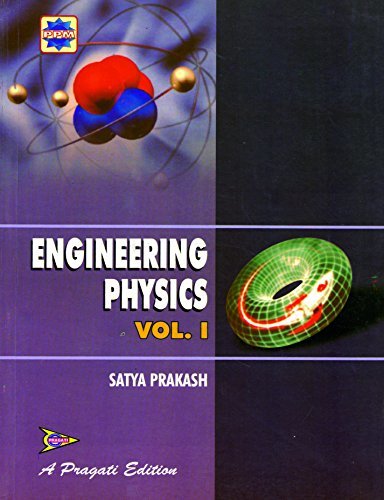 PPM
ENGINEERING
PHYSICS
VOL. I
SATYA PRAKASH
PRAGATI
A Pragati Edition